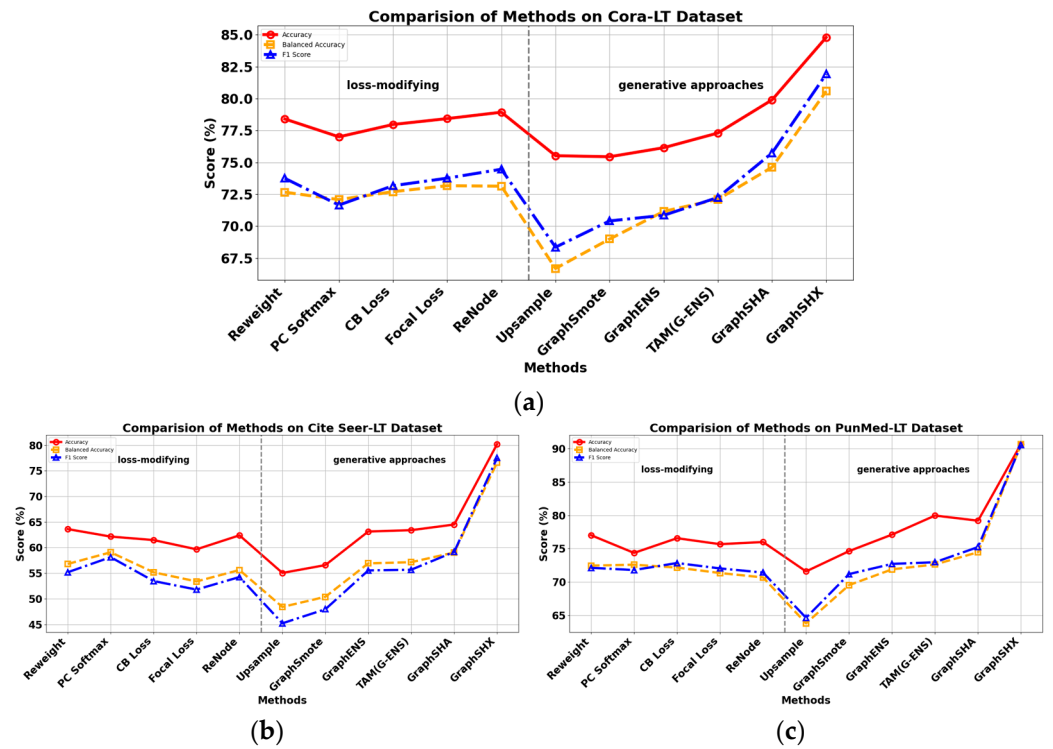 Comparision of Methods on Cora-LT Dataset
Accuracy
Balanced Accuracy
F1 Score
loss-modifying
generative approaches
85.0
82.5
80.0
77.5
75.0
72.5
70.0
67.5
Score (%)
Reweight
PC Softmax
CB Loss
Focal Loss
ReNode
Upsample
GraphSmote
GraphENS
TAM(G-ENS)
GraphSHA
GraphSHX
Methods
(a)
Comparision of Methods on Cite Seer-LT Dataset
Accuracy
Balanced Accuracy
F1 Score
loss-modifying
generative approaches
80
75
70
65
60
55
50
45
Score (%)
Reweight
PC Softmax
CB Loss
Focal Loss
ReNode
Upsample
GraphSmote
GraphENS
TAM(G-ENS)
GraphSHA
GraphSHX
Methods
(b)
Comparision of Methods on PunMed-LT Dataset
Accuracy
Balanced Accuracy
F1 Score
loss-modifying
generative approaches
90
85
80
75
70
65
Score (%)
Reweight
PC Softmax
CB Loss
Focal Loss
ReNode
Upsample
GraphSmote
GraphENS
TAM(G-ENS)
GraphSHA
GraphSHX
Methods
(c)